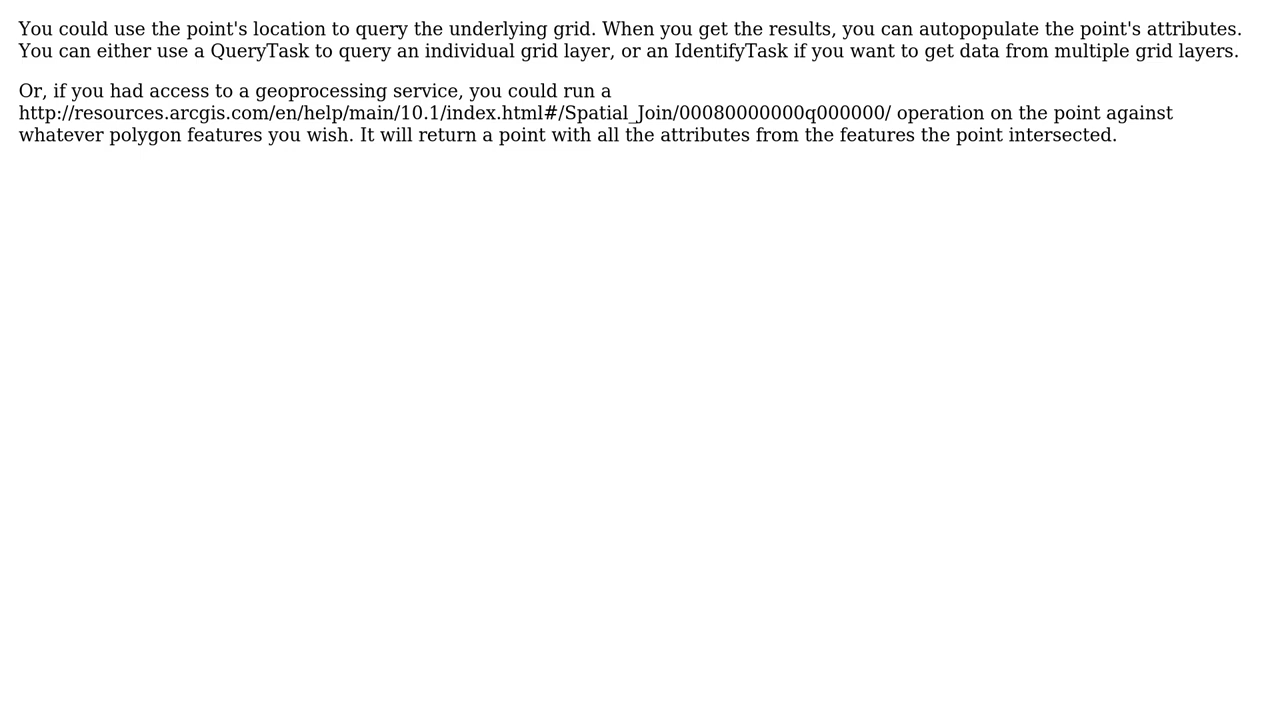 You could use the point's location to query the underlying grid. When you get the results, you can autopopulate the point's attributes.
You can either use a QueryTask to query an individual grid layer, or an IdentifyTask if you want to get data from multiple grid layers.
Or, if you had access to a geoprocessing service, you could run a
http://resources.arcgis.com/en/help/main/10.1/index.html#/Spatial_Join/00080000000q000000/ operation on the point against
whatever polygon features you wish. It will return a point with all the attributes from the features the point intersected.